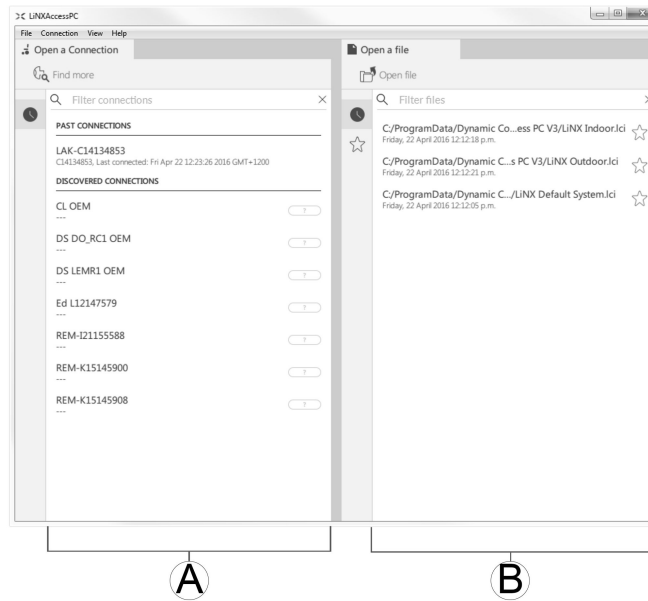 LiNXAccessPC
File Connection View Help
Open a Connection
Find more
Filter connections
PAST CONNECTIONS
LAK-C14134853
C14134853, Last connected: Fri Apr 22 12:23:26 2016 GMT+1200
DISCOVERED CONNECTIONS
CL OEM
---
?
DS DO_RC1 OEM
---
?
DS LEMR1 OEM
---
?
Ed L12147579
---
?
REM-I21155588
---
?
REM-K15145900
---
?
REM-K15145908
---
?
Open a file
Open file
Filter files
C:/ProgramData/Dynamic Co...ess PC V3/LiNX Indoor.lci
Friday, 22 April 2016 12:12:18 p.m.
C:/ProgramData/Dynamic C...s PC V3/LiNX Outdoor.lci
Friday, 22 April 2016 12:12:21 p.m.
C:/ProgramData/Dynamic C.../LiNX Default System.lci
Friday, 22 April 2016 12:12:05 p.m.
A
B